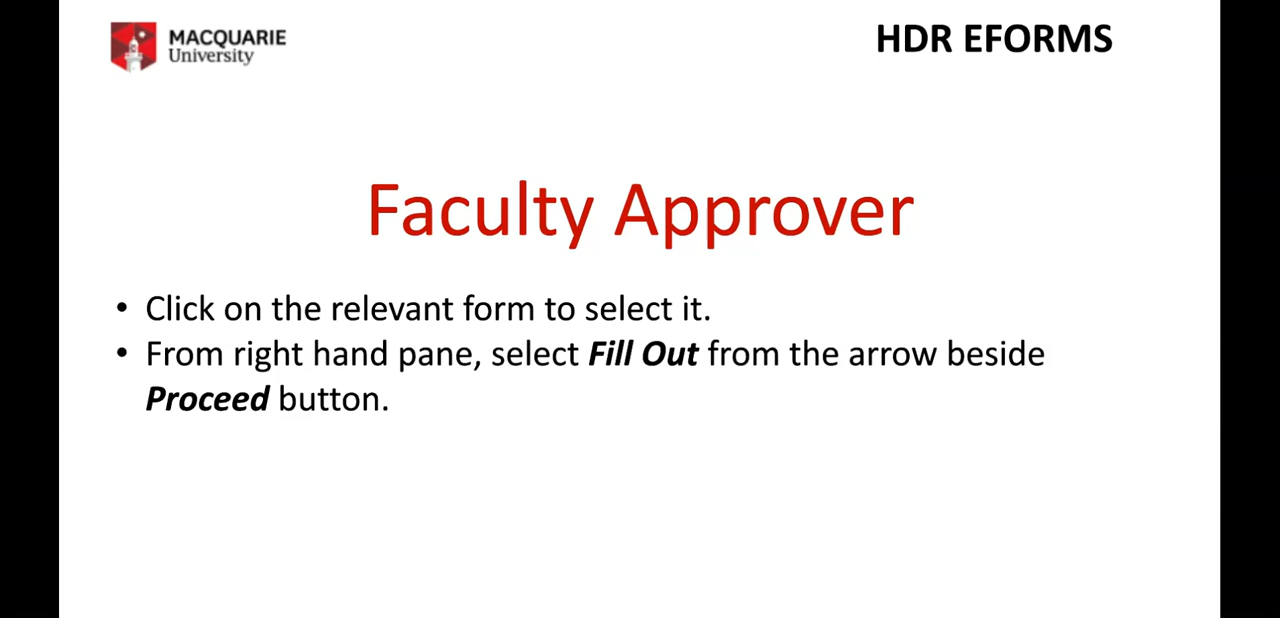 MACQUARIE
University
HDR EFORMS
Faculty Approver
• Click on the relevant form to select it.
• From right hand pane, select Fill Out from the arrow beside
Proceed button.